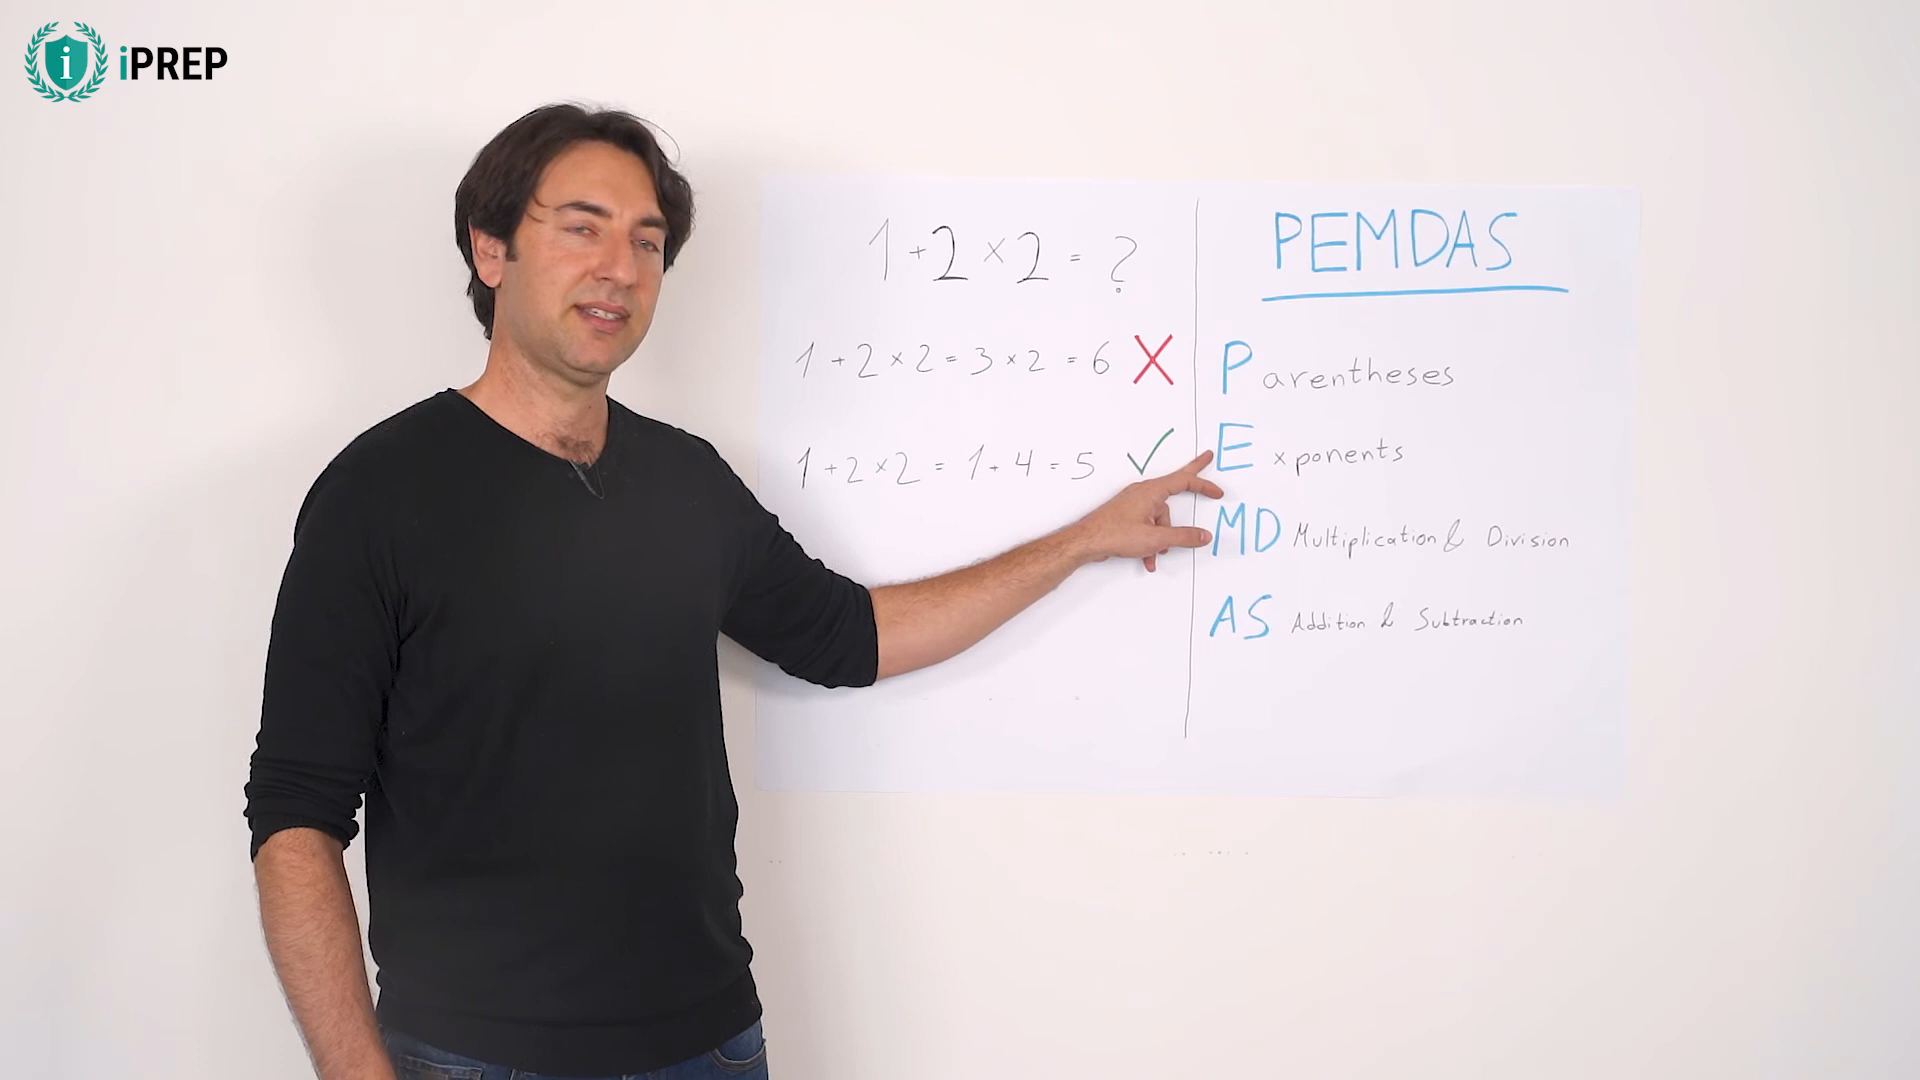 iPREP
1 + 2 × 2 = ?
1 + 2 × 2 = 3 × 2 = 6 X
1 + 2 × 2 = 1 + 4 = 5 ✓
PEMDAS
Parentheses
Exponents
MD Multiplication & Division
AS Addition & Subtraction